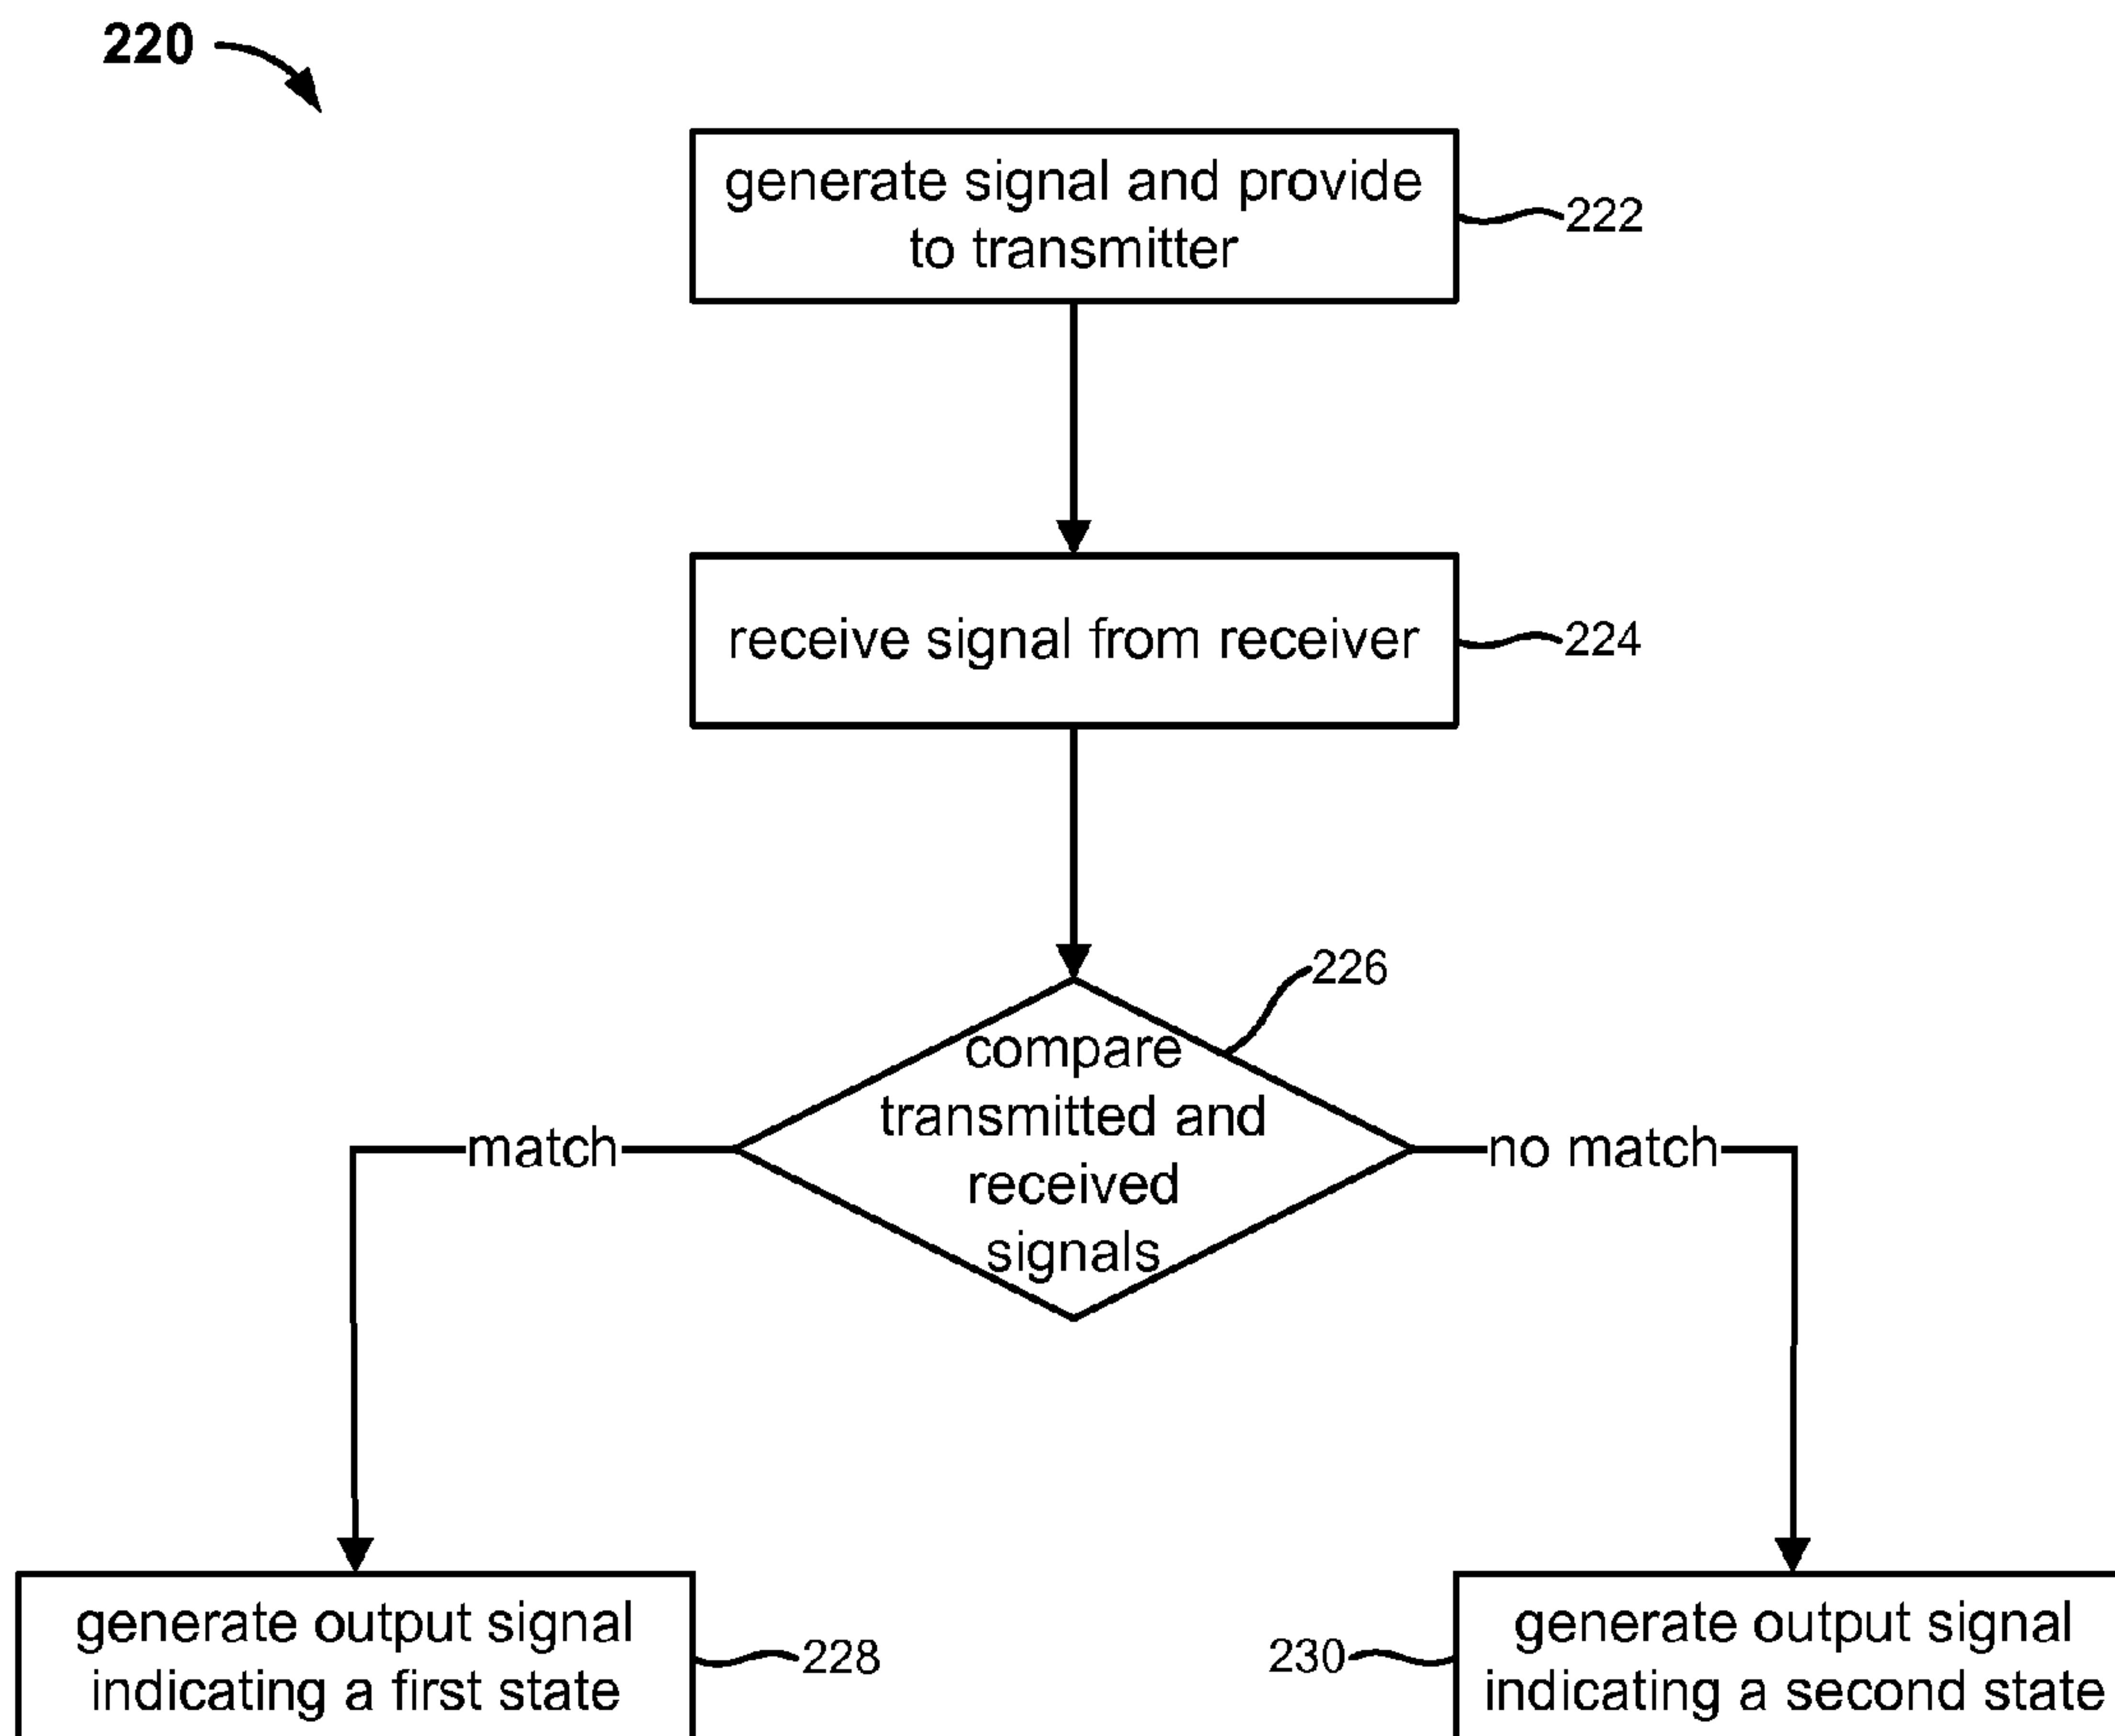 220
generate signal and provide
to transmitter
222
receive signal from receiver
224
226
compare
transmitted and
received
signals
match
no match
generate output signal
indicating a first state
228
230
generate output signal
indicating a second state